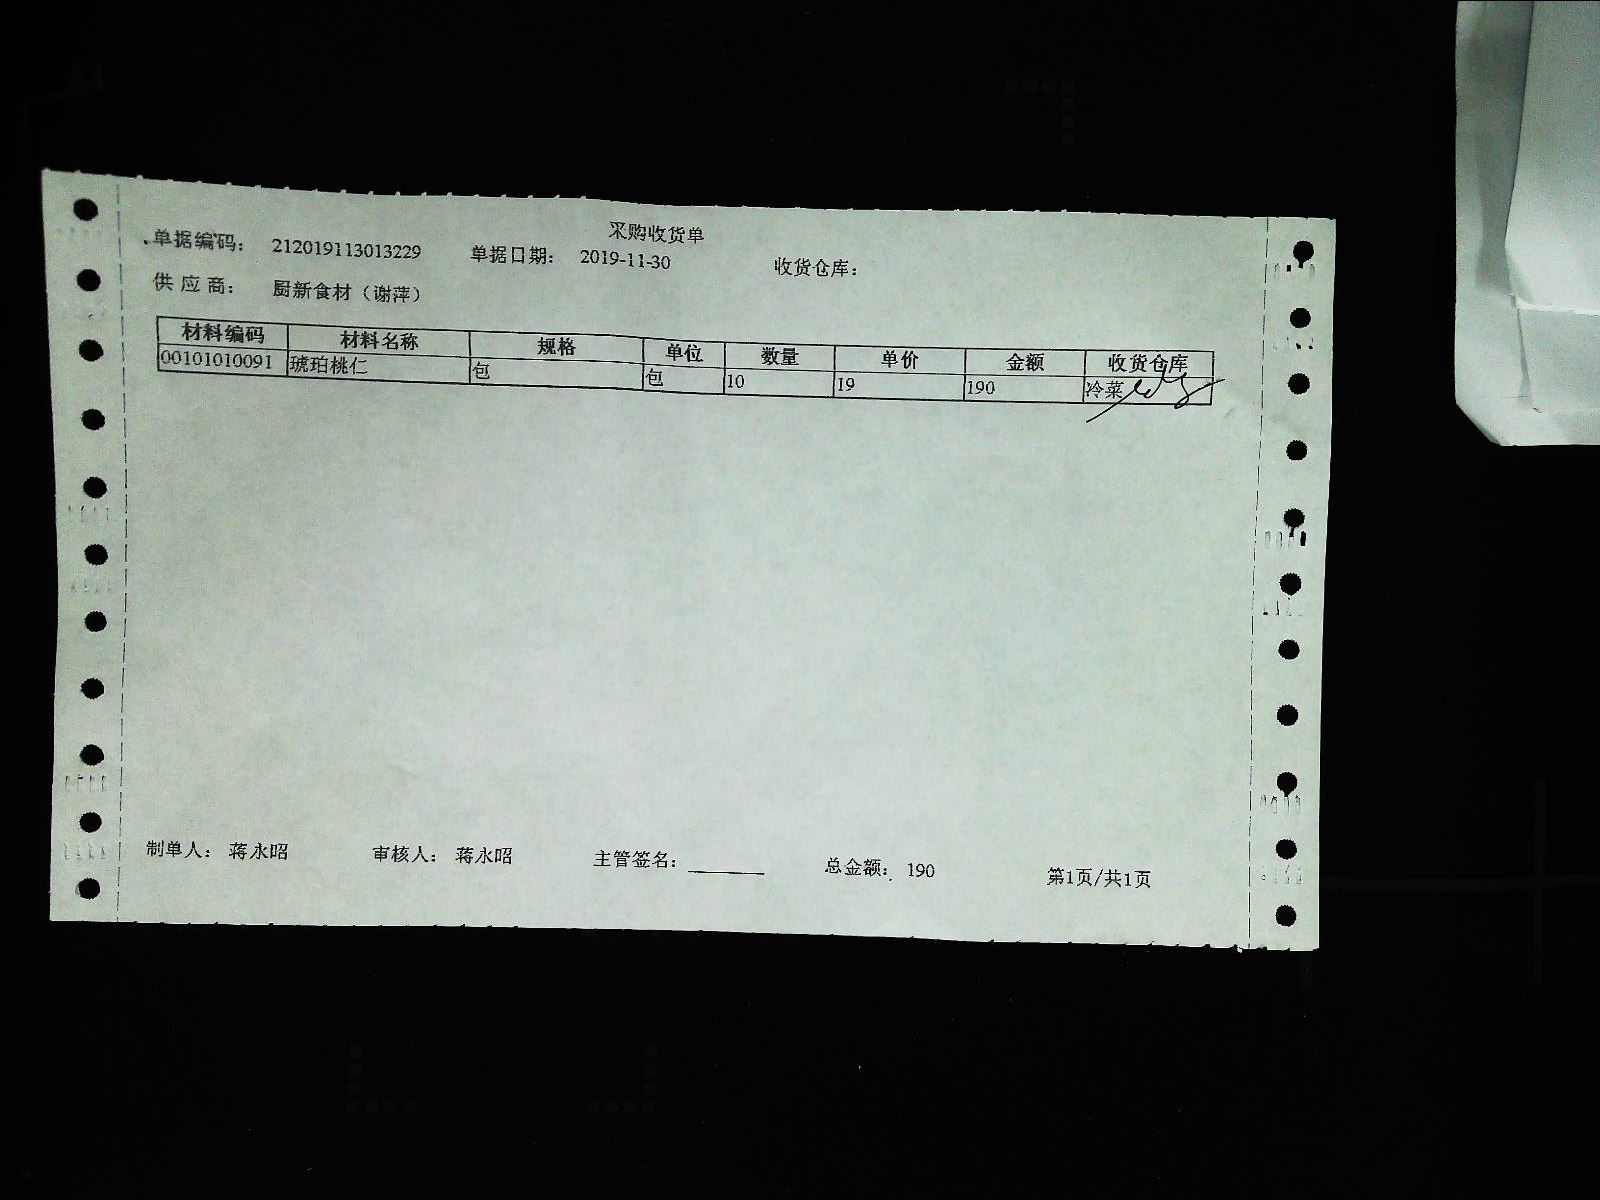 采购收货单
单据编码： 212019113013229 单据日期： 2019-11-30 收货仓库：
供 应 商： 厨新食材（谢萍）
材料编码 材料名称 规格 单位 数量 单价 金额 收货仓库
00101010091 琥珀桃仁 包 包 10 19 190 冷菜
制单人： 蒋永昭 审核人： 蒋永昭 主管签名： 总金额： 190 第1页/共1页